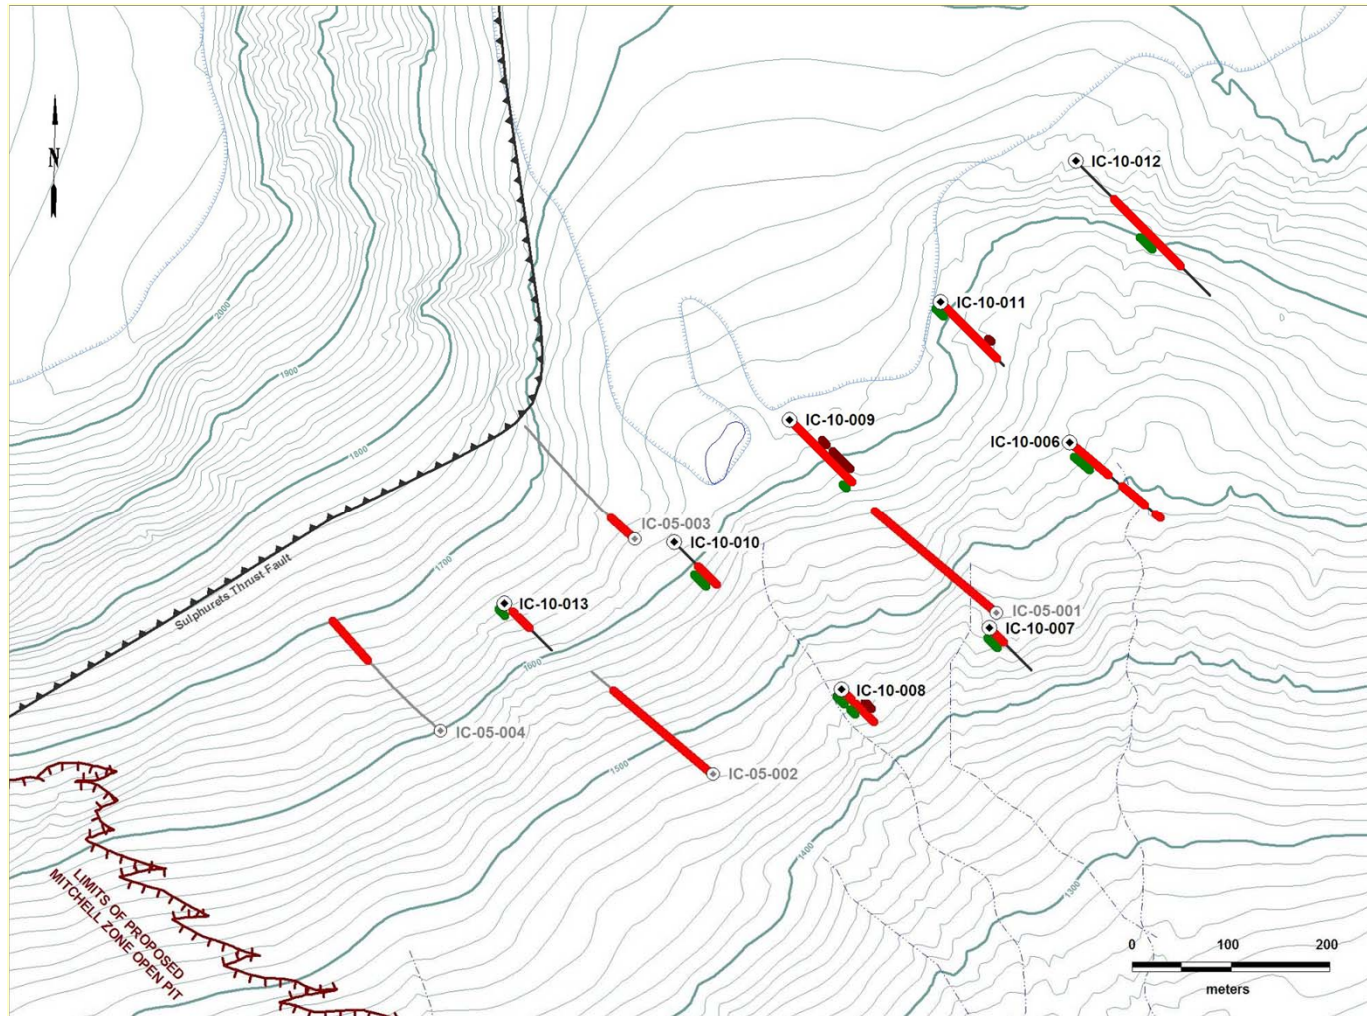 N
IC-10-012
2000
IC-10-011
1900
IC-10-009
IC-10-006
1800
IC-05-003
IC-10-010
1700
Sulphurets Thrust Fault
IC-10-013
IC-05-001
IC-10-007
1600
IC-10-008
IC-05-004
1500
IC-05-002
1400
LIMITS OF PROPOSED
MITCHELL ZONE OPEN PIT
1300
0 100 200
meters